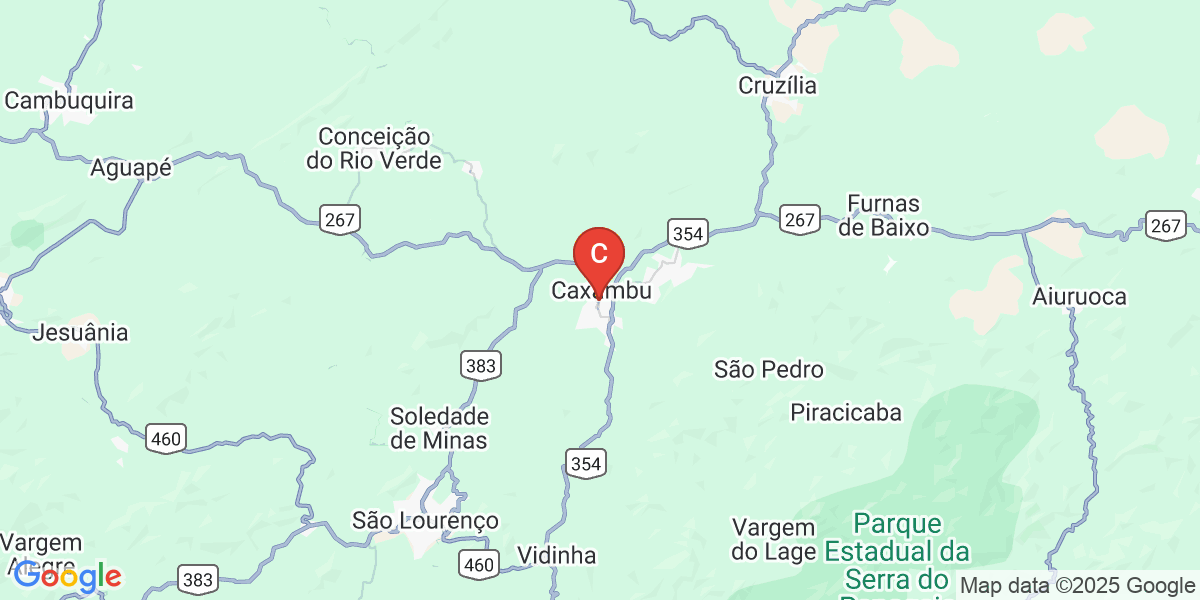 Cruzília
Cambuquira
Conceição
do Rio Verde
Aguapé
Furnas
de Baixo
267
354
267
267
C
Caxambu
Aiuruoca
Jesuânia
383
São Pedro
Piracicaba
Soledade
de Minas
460
354
São Lourenço
Vargem
do Lage
Parque
Estadual da
Serra do
Vargem
Alegre
Vidinha
460
383
Google
Map data ©2025 Google